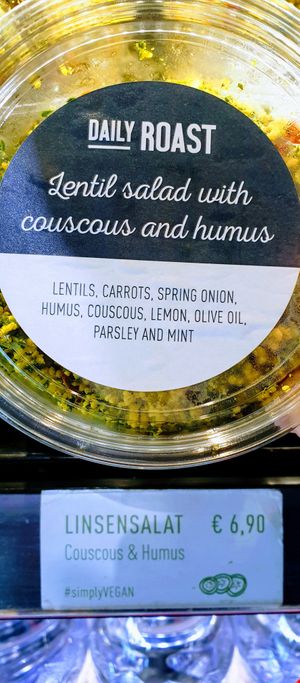 DAILY ROAST
Lentil salad with
couscous and humus
LENTILS, CARROTS, SPRING ONION,
HUMUS, COUSCOUS, LEMON, OLIVE OIL,
PARSLEY AND MINT
LINSENSALAT € 6,90
Couscous & Humus
#simplyVEGAN